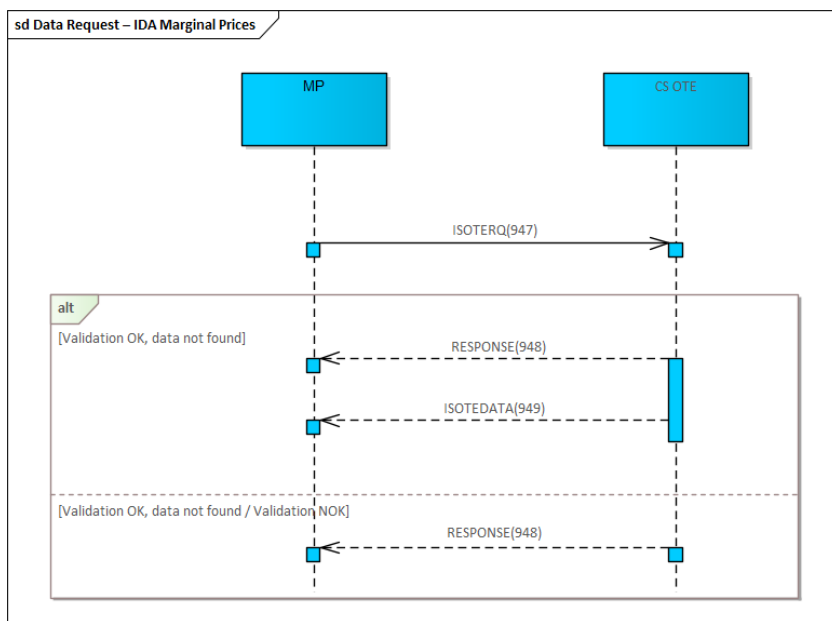 sd Data Request – IDA Marginal Prices
MP
CS OTE
ISOTERQ(947)
alt
[Validation OK, data not found]
RESPONSE(948)
ISOTEDATA(949)
[Validation OK, data not found / Validation NOK]
RESPONSE(948)